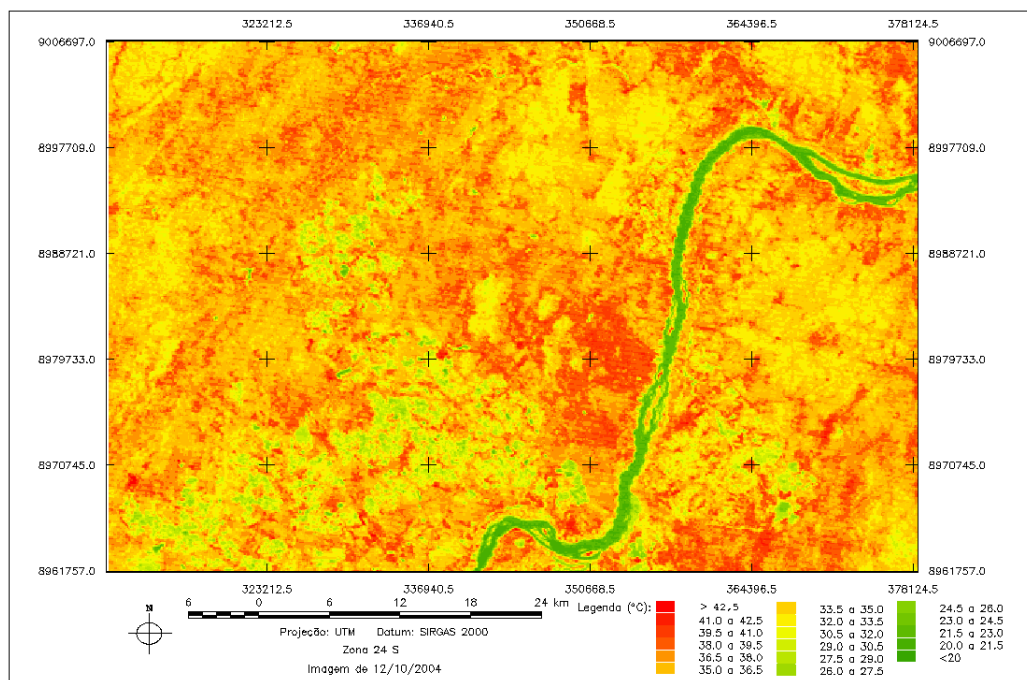 323212.5 336940.5 350668.5 364396.5 378124.5
9006697.0 9006697.0
8997709.0 8997709.0
8988721.0 8988721.0
8979733.0 8979733.0
8970745.0 8970745.0
8961757.0 8961757.0
323212.5 336940.5 350668.5 364396.5 378124.5
N
6 0 6 12 18 24 km
Projeção: UTM Datum: SIRGAS 2000
Zona 24 S
Imagem de 12/10/2004
Legenda (°C):
> 42,5
41.0 a 42.5
39.5 a 41.0
38.0 a 39.5
36.5 a 38.0
35.0 a 36.5
33.5 a 35.0
32.0 a 33.5
30.5 a 32.0
29.0 a 30.5
27.5 a 29.0
26.0 a 27.5
24.5 a 26.0
23.0 a 24.5
21.5 a 23.0
20.0 a 21.5
<20